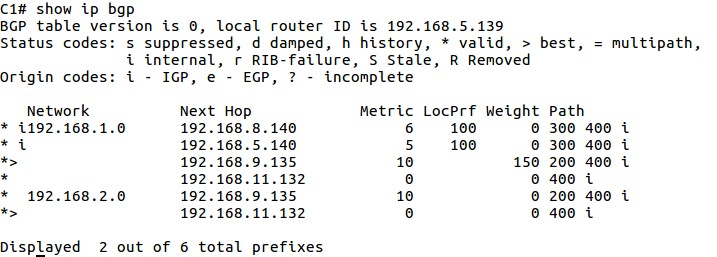 C1# show ip bgp
BGP table version is 0, local router ID is 192.168.5.139
Status codes: s suppressed, d damped, h history, * valid, > best, = multipath,
              i internal, r RIB-failure, S Stale, R Removed
Origin codes: i - IGP, e - EGP, ? - incomplete

   Network          Next Hop            Metric LocPrf Weight Path
* i192.168.1.0      192.168.8.140            6    100      0 300 400 i
* i                 192.168.5.140            5    100      0 300 400 i
*>                  192.168.9.135           10           150 200 400 i
*                   192.168.11.132           0             0 400 i
*  192.168.2.0      192.168.9.135           10             0 200 400 i
*>                  192.168.11.132           0             0 400 i

Displayed  2 out of 6 total prefixes